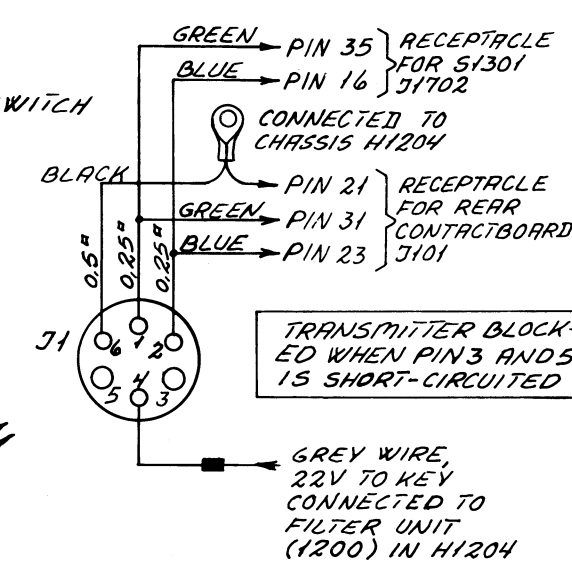 GREEN
PIN 35
RECEPTACLE
FOR S1301
J1702
BLUE
PIN 16
CONNECTED TO
CHASSIS H1204
BLACK
PIN 21
RECEPTACLE
FOR REAR
CONTACTBOARD
J101
GREEN
PIN 31
BLUE
PIN 23
0,5"
0,25"
0,25"
J1
6
1
2
5
4
3
TRANSMITTER BLOCK-
ED WHEN PIN 3 AND 5
IS SHORT-CIRCUITED
GREY WIRE,
22V TO KEY
CONNECTED TO
FILTER UNIT
(1200) IN H1204